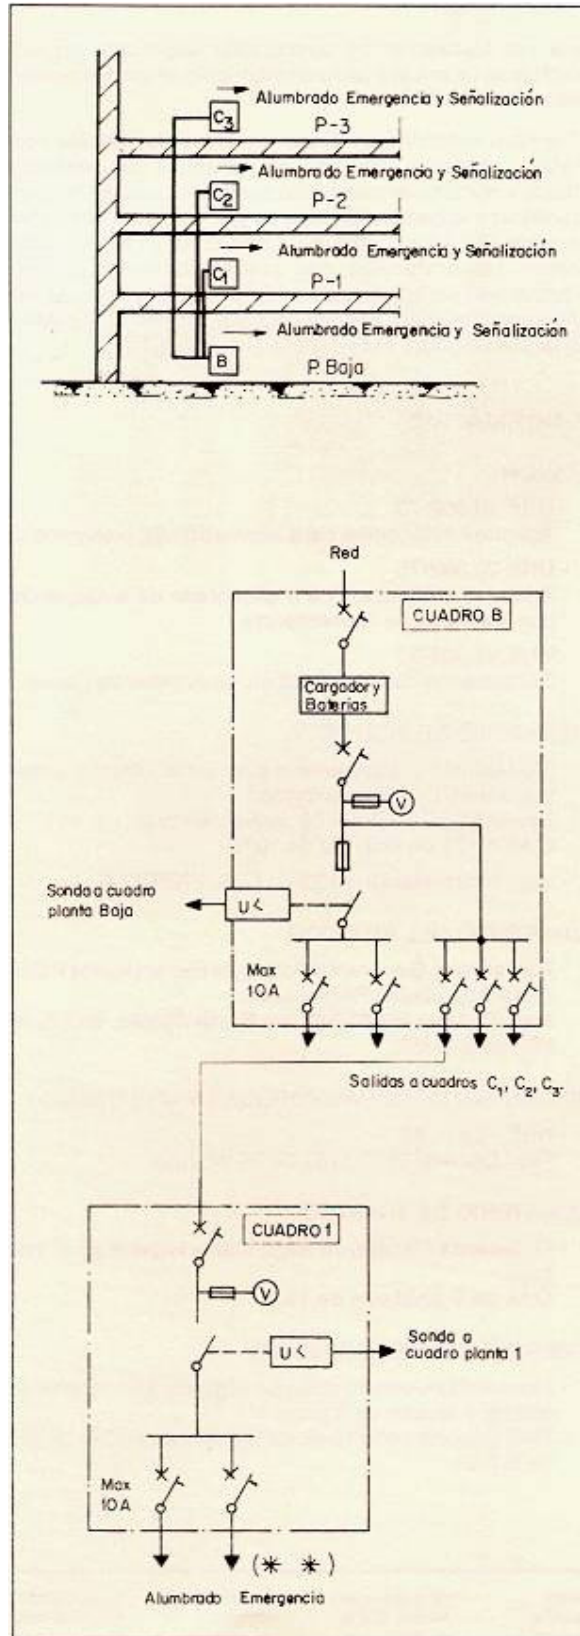 C3
Alumbrado Emergencia y Señalización
P-3
Alumbrado Emergencia y Señalización
C2
P-2
Alumbrado Emergencia y Señalización
C1
P-1
Alumbrado Emergencia y Señalización
B
P. Baja
Red
CUADRO B
Cargador y
Baterías
V
Sonda a cuadro
planta Baja
U<
Max
10 A
Salidas a cuadros C1, C2, C3.
CUADRO 1
V
U<
Sonda a
cuadro planta 1
Max
10 A
(* *)
Alumbrado Emergencia